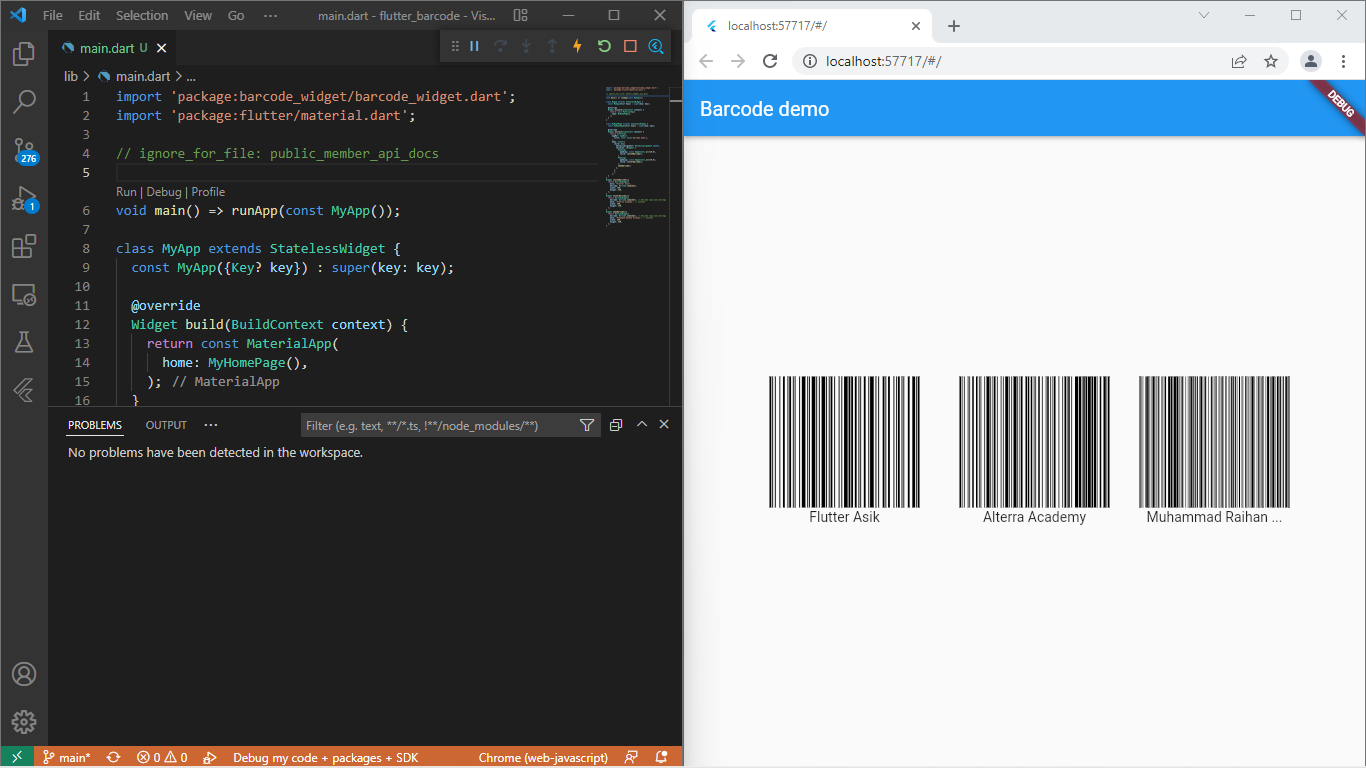 File Edit Selection View Go ··· main.dart - flutter_barcode - Vis...
main.dart U
lib > main.dart > ...
1 import 'package:barcode_widget/barcode_widget.dart';
2 import 'package:flutter/material.dart';
3
4 // ignore_for_file: public_member_api_docs
5
Run | Debug | Profile
6 void main() => runApp(const MyApp());
7
8 class MyApp extends StatelessWidget {
9 const MyApp({Key? key}) : super(key: key);
10
11 @override
12 Widget build(BuildContext context) {
13 return const MaterialApp(
14 home: MyHomePage(),
15 ); // MaterialApp
16 }
276
1
PROBLEMS OUTPUT ··· Filter (e.g. text, **/*.ts, !**/node_modules/**)
No problems have been detected in the workspace.
main* 0 0 Debug my code + packages + SDK Chrome (web-javascript)
localhost:57717/#/
localhost:57717/#/
Barcode demo
DEBUG
Flutter Asik Alterra Academy Muhammad Raihan ...